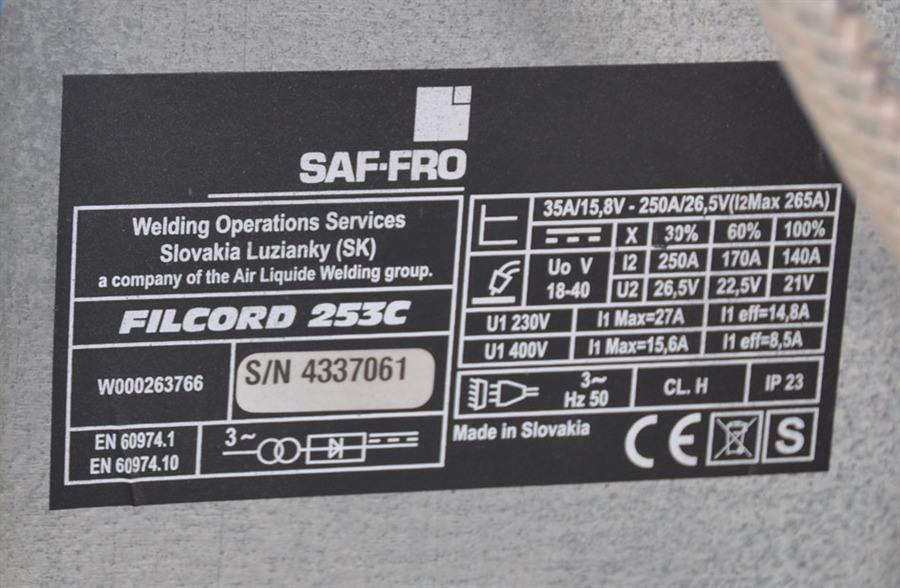 SAF-FRO
Welding Operations Services
Slovakia Luzianky (SK)
a company of the Air Liquide Welding group.
FILCORD 253C
W000263766
S/N 4337061
EN 60974.1
EN 60974.10
3~
35A/15,8V - 250A/26,5V(I2Max 265A)
X 30% 60% 100%
Uo V
18-40
I2 250A 170A 140A
U2 26,5V 22,5V 21V
U1 230V I1 Max=27A I1 eff=14,8A
U1 400V I1 Max=15,6A I1 eff=8,5A
3~
Hz 50
CL. H
IP 23
Made in Slovakia
CE
S